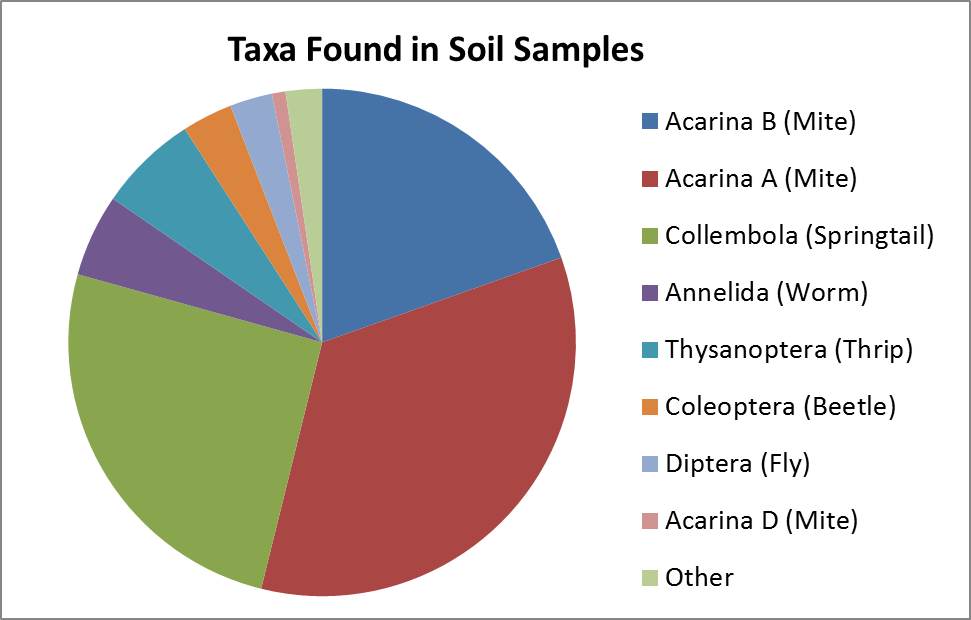 Taxa Found in Soil Samples
Acarina B (Mite)
Acarina A (Mite)
Collembola (Springtail)
Annelida (Worm)
Thysanoptera (Thrip)
Coleoptera (Beetle)
Diptera (Fly)
Acarina D (Mite)
Other